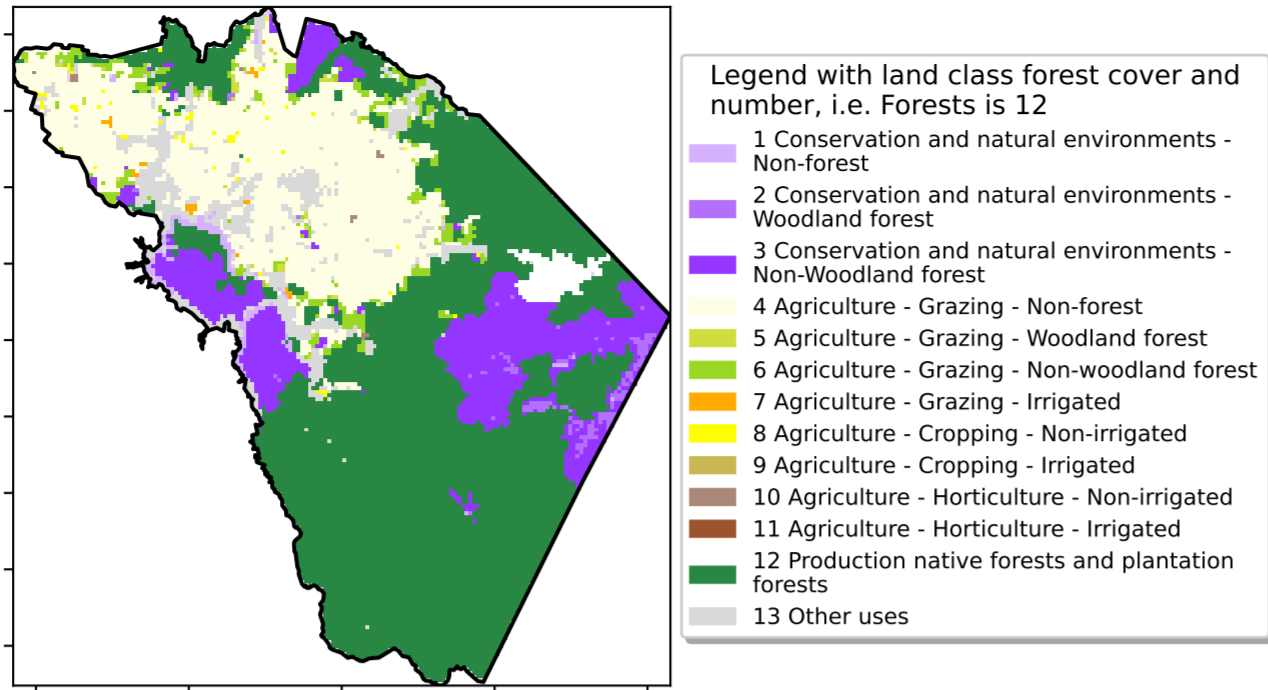 Legend with land class forest cover and
number, i.e. Forests is 12
1 Conservation and natural environments -
Non-forest
2 Conservation and natural environments -
Woodland forest
3 Conservation and natural environments -
Non-Woodland forest
4 Agriculture - Grazing - Non-forest
5 Agriculture - Grazing - Woodland forest
6 Agriculture - Grazing - Non-woodland forest
7 Agriculture - Grazing - Irrigated
8 Agriculture - Cropping - Non-irrigated
9 Agriculture - Cropping - Irrigated
10 Agriculture - Horticulture - Non-irrigated
11 Agriculture - Horticulture - Irrigated
12 Production native forests and plantation
forests
13 Other uses